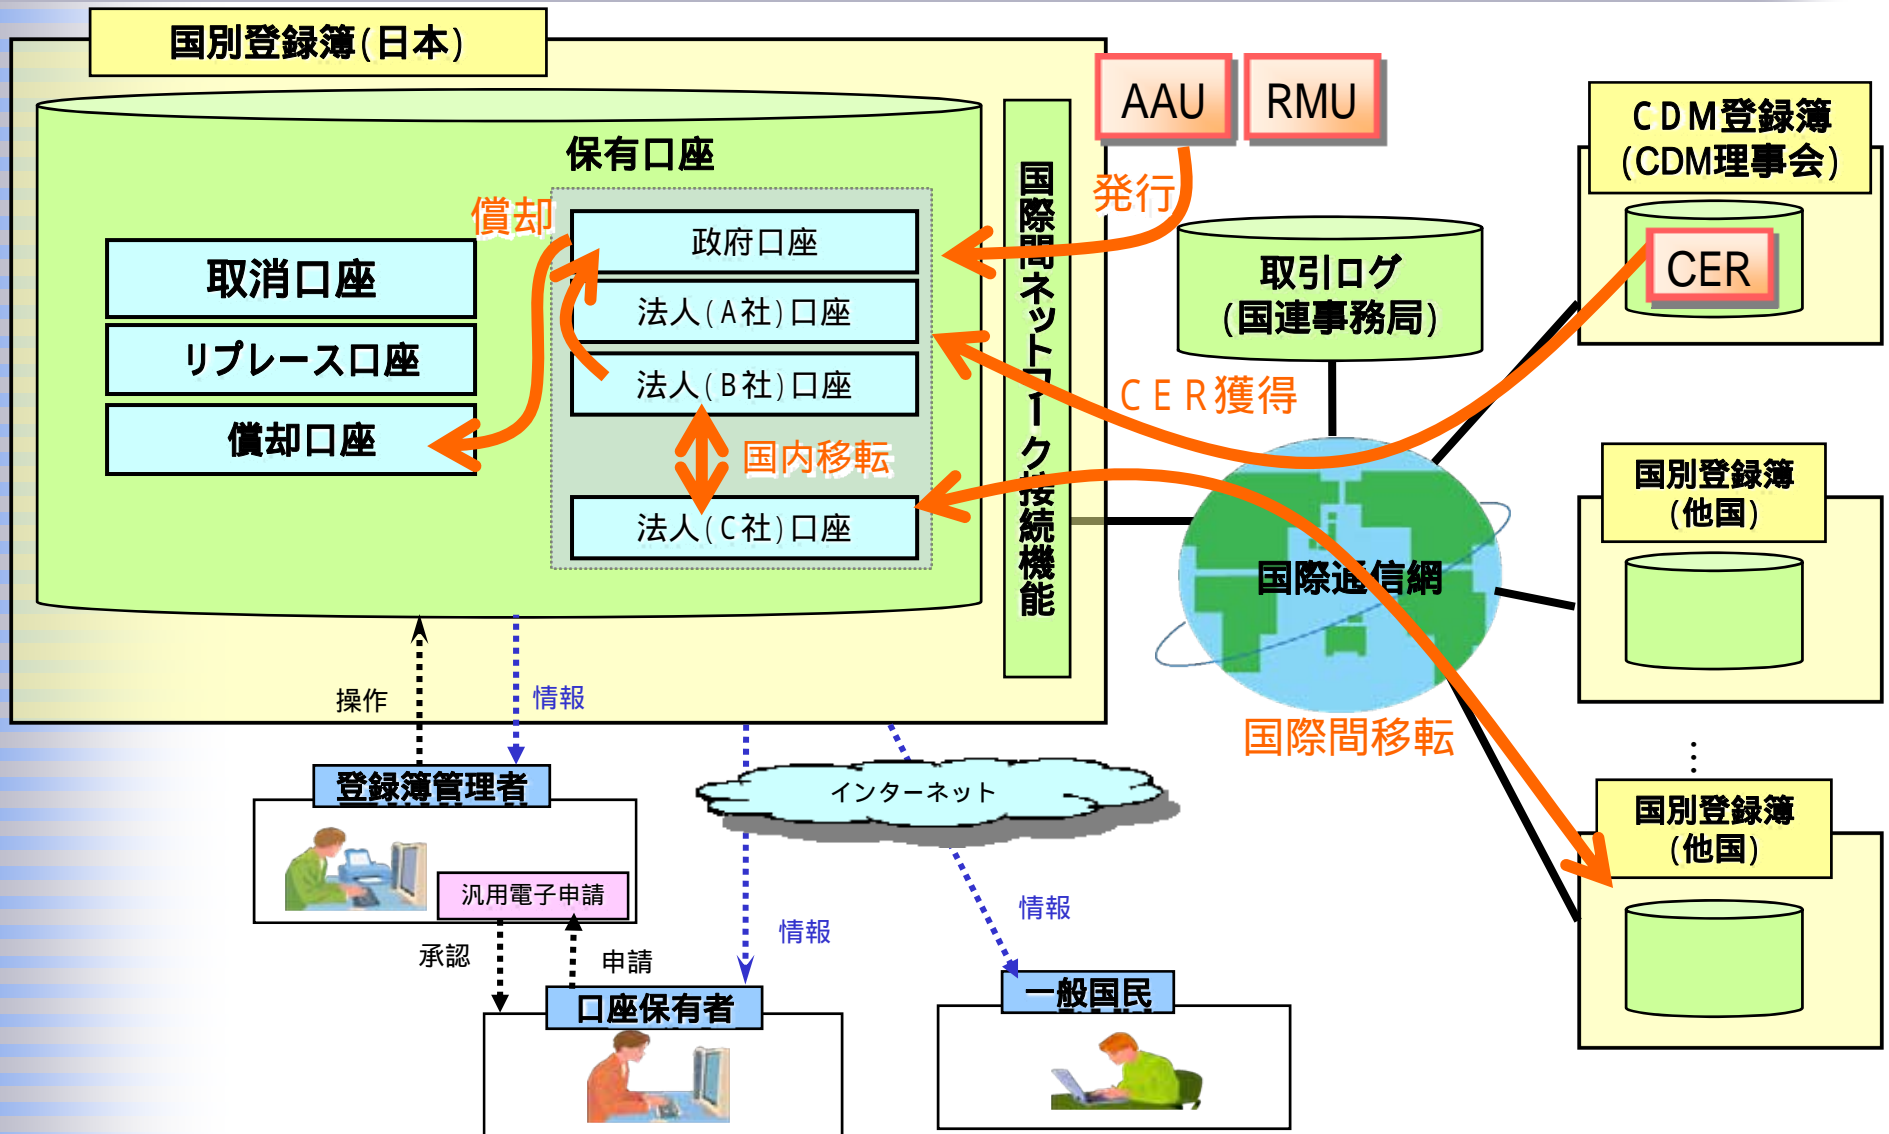 国別登録簿(日本)
保有口座
償却
政府口座
法人(A社)口座
法人(B社)口座
国内移転
法人(C社)口座
取消口座
リプレース口座
償却口座
国際間ネットワーク接続機能
AAU
RMU
発行
取引ログ
(国連事務局)
CDM登録簿
(CDM理事会)
CER
CER獲得
国際通信網
国際間移転
国別登録簿
(他国)
⋮
国別登録簿
(他国)
操作
情報
登録簿管理者
汎用電子申請
承認
申請
口座保有者
インターネット
情報
情報
一般国民